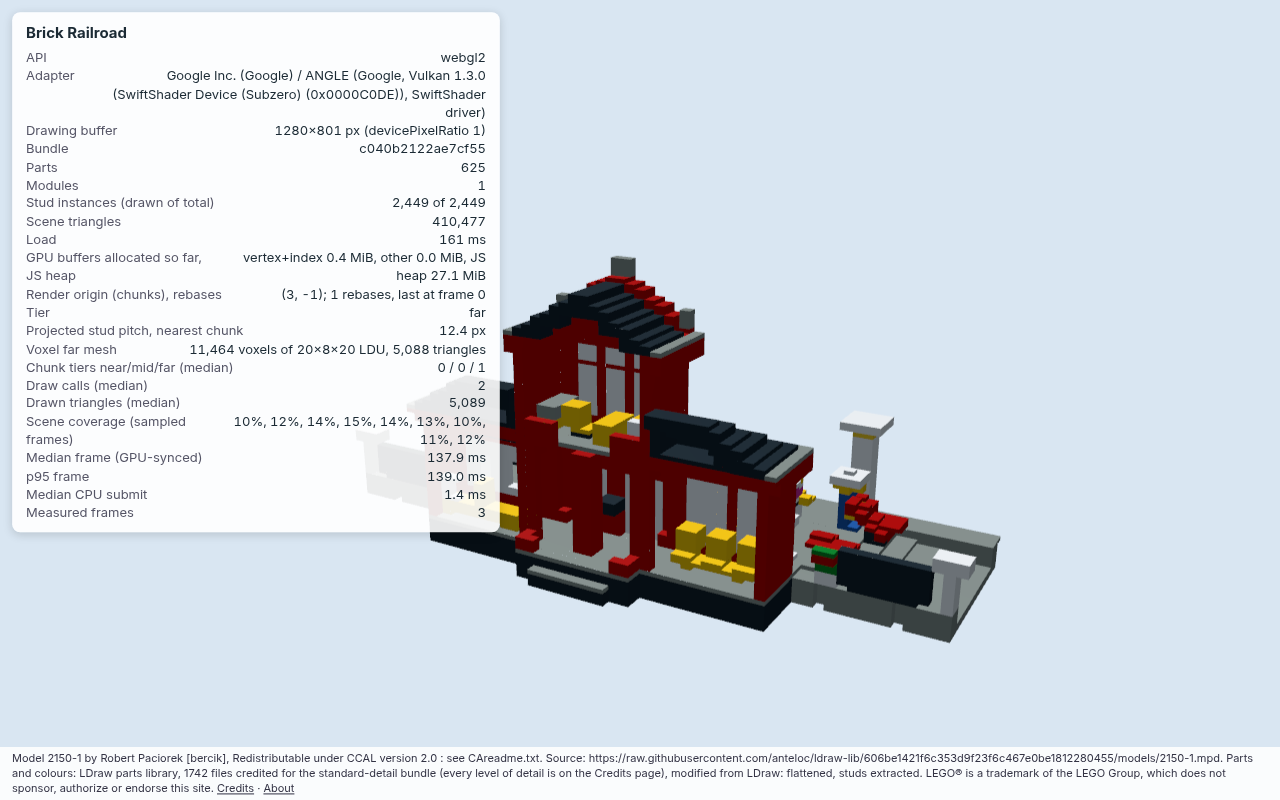 Brick Railroad
API webgl2
Adapter Google Inc. (Google) / ANGLE (Google, Vulkan 1.3.0
(SwiftShader Device (Subzero) (0x0000C0DE)), SwiftShader
driver)
Drawing buffer 1280×801 px (devicePixelRatio 1)
Bundle c040b2122ae7cf55
Parts 625
Modules 1
Stud instances (drawn of total) 2,449 of 2,449
Scene triangles 410,477
Load 161 ms
GPU buffers allocated so far, vertex+index 0.4 MiB, other 0.0 MiB, JS
JS heap heap 27.1 MiB
Render origin (chunks), rebases (3, -1); 1 rebases, last at frame 0
Tier far
Projected stud pitch, nearest chunk 12.4 px
Voxel far mesh 11,464 voxels of 20×8×20 LDU, 5,088 triangles
Chunk tiers near/mid/far (median) 0 / 0 / 1
Draw calls (median) 2
Drawn triangles (median) 5,089
Scene coverage (sampled 10%, 12%, 14%, 15%, 14%, 13%, 10%,
frames) 11%, 12%
Median frame (GPU-synced) 137.9 ms
p95 frame 139.0 ms
Median CPU submit 1.4 ms
Measured frames 3
Model 2150-1 by Robert Paciorek [bercik], Redistributable under CCAL version 2.0 : see CAreadme.txt. Source: https://raw.githubusercontent.com/anteloc/ldraw-lib/606be1421f6c353d9f23f6c467e0be1812280455/models/2150-1.mpd. Parts
and colours: LDraw parts library, 1742 files credited for the standard-detail bundle (every level of detail is on the Credits page), modified from LDraw: flattened, studs extracted. LEGO® is a trademark of the LEGO Group, which does not
sponsor, authorize or endorse this site. Credits · About